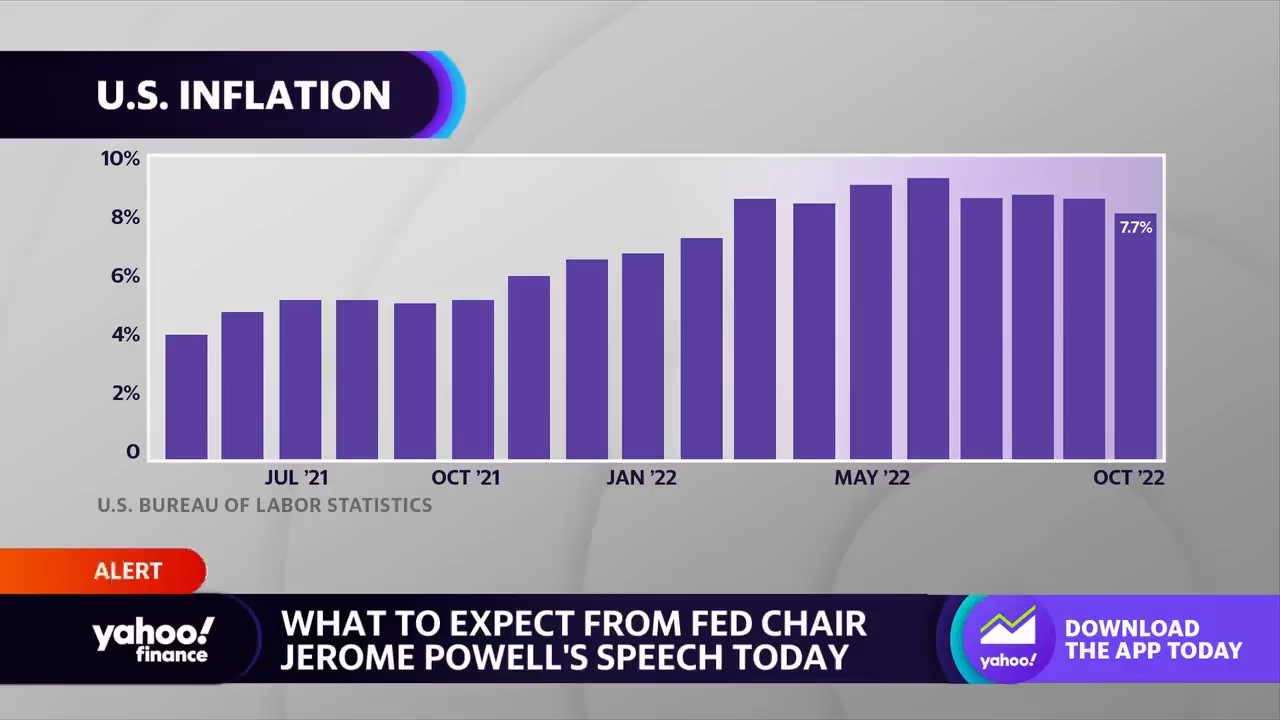 U.S. INFLATION
10%
8%
6%
4%
2%
0
7.7%
JUL ’21
OCT ’21
JAN ’22
MAY ’22
OCT ’22
U.S. BUREAU OF LABOR STATISTICS
ALERT
yahoo!
finance
WHAT TO EXPECT FROM FED CHAIR
JEROME POWELL'S SPEECH TODAY
yahoo!
DOWNLOAD
THE APP TODAY